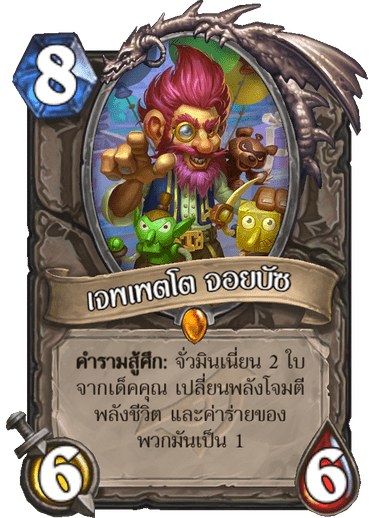 8
เจพเพตโต จอยบัซ
คำรามสู้ศึก: จั่วมินเนี่ยน 2 ใบ
จากเด็คคุณ เปลี่ยนพลังโจมตี
พลังชีวิต และค่าร่ายของ
พวกมันเป็น 1
6
6